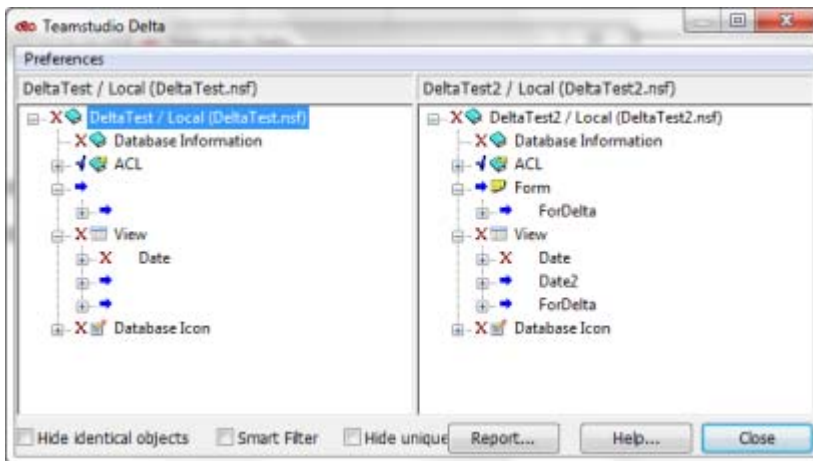 Teamstudio Delta
Preferences
DeltaTest / Local (DeltaTest.nsf)
DeltaTest2 / Local (DeltaTest2.nsf)
DeltaTest / Local (DeltaTest.nsf)
Database Information
ACL
View
Date
Database Icon
DeltaTest2 / Local (DeltaTest2.nsf)
Database Information
ACL
Form
ForDelta
View
Date
Date2
ForDelta
Database Icon
Hide identical objects Smart Filter Hide unique Report... Help... Close